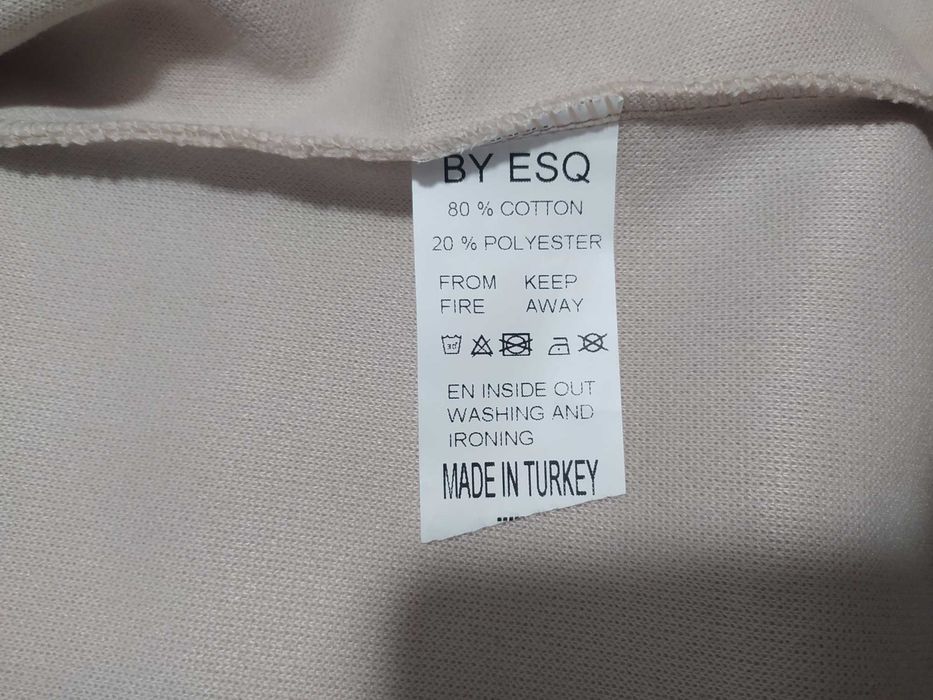 BY ESQ
80 % COTTON
20 % POLYESTER
FROM KEEP
FIRE AWAY
EN INSIDE OUT
WASHING AND
IRONING
MADE IN TURKEY